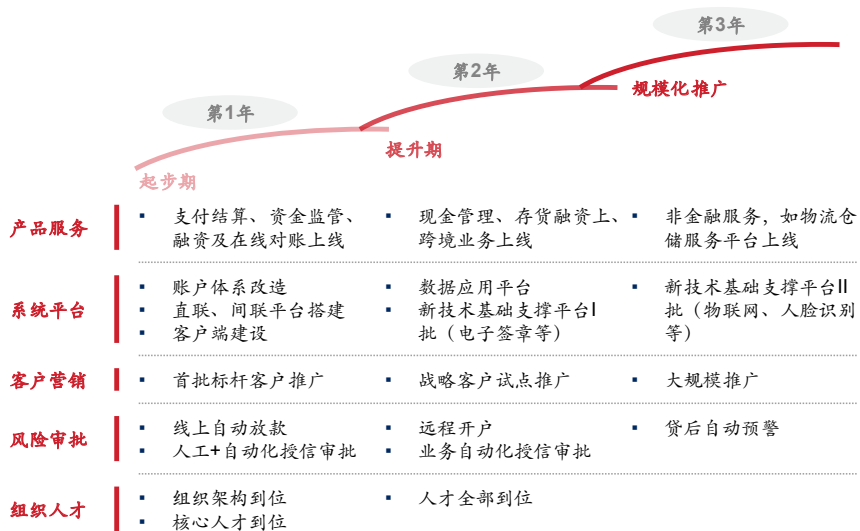 第3年
第2年
规模化推广
第1年
提升期
起步期
产品服务
▪ 支付结算、资金监管、
融资及在线对账上线
▪ 现金管理、存货融资上、
跨境业务上线
▪ 非金融服务，如物流仓
储服务平台上线
系统平台
▪ 账户体系改造
▪ 直联、间联平台搭建
▪ 客户端建设
▪ 数据应用平台
▪ 新技术基础支撑平台I
批（电子签章等）
▪ 新技术基础支撑平台II
批（物联网、人脸识别
等）
客户营销
▪ 首批标杆客户推广
▪ 战略客户试点推广
▪ 大规模推广
风险审批
▪ 线上自动放款
▪ 人工+自动化授信审批
▪ 远程开户
▪ 业务自动化授信审批
▪ 贷后自动预警
组织人才
▪ 组织架构到位
▪ 核心人才到位
▪ 人才全部到位